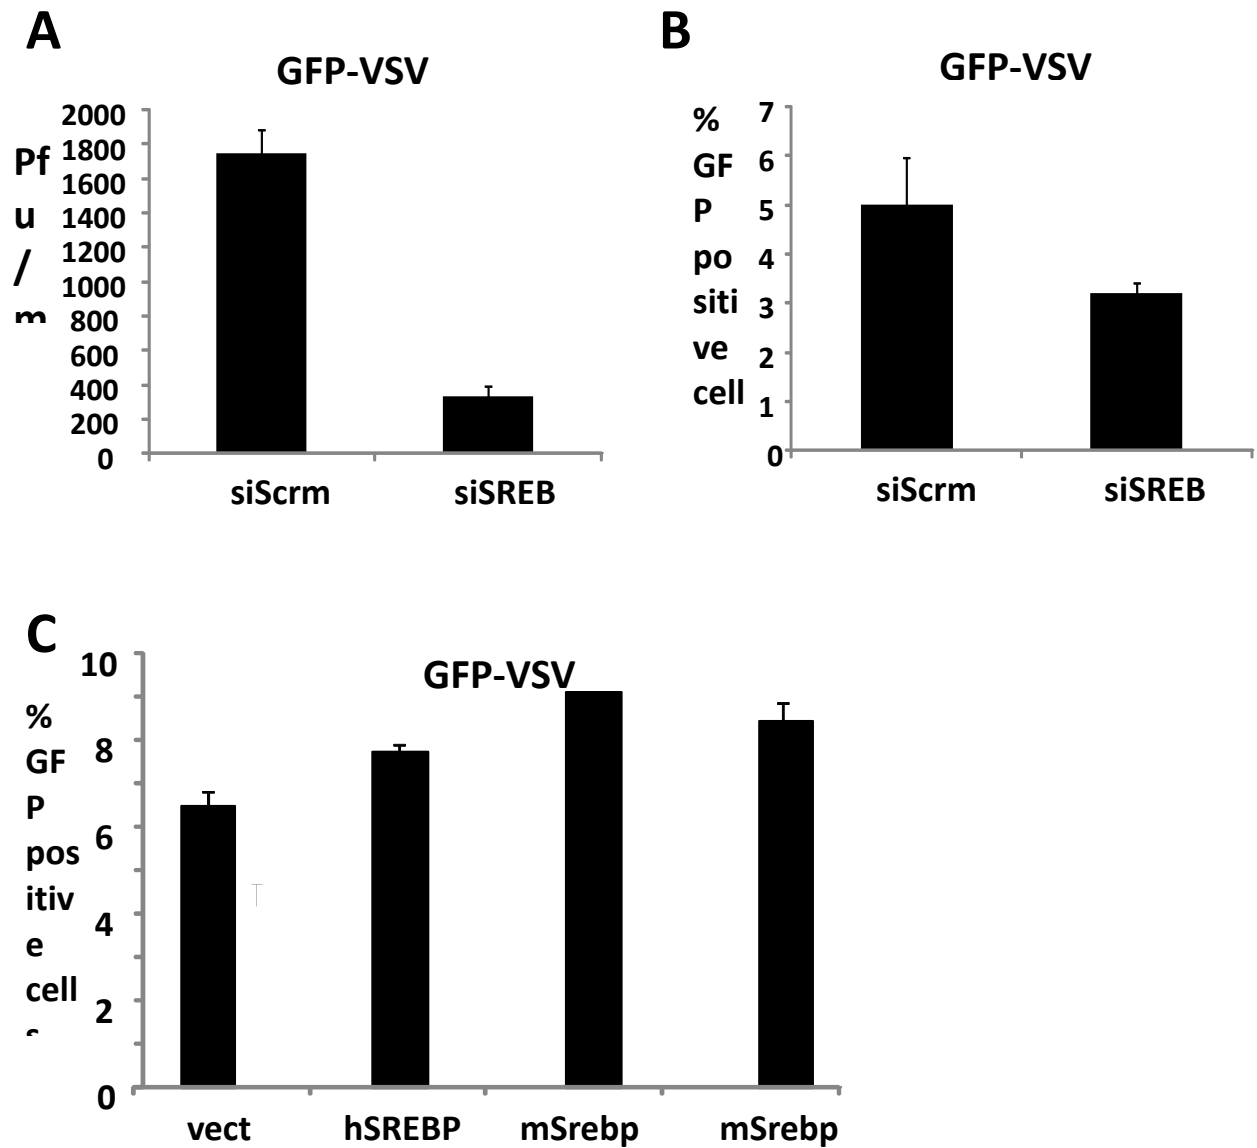 A
GFP-VSV
Pf
u
/
m
2000
1800
1600
1400
1200
1000
800
600
400
200
0
siScrm
siSREB
B
GFP-VSV
%
GF
P
po
siti
ve
cell
7
6
5
4
3
2
1
0
siScrm
siSREB
C
GFP-VSV
%
GF
P
pos
itiv
e
cell
s
10
8
6
4
2
0
vect
hSREBP
mSrebp
mSrebp